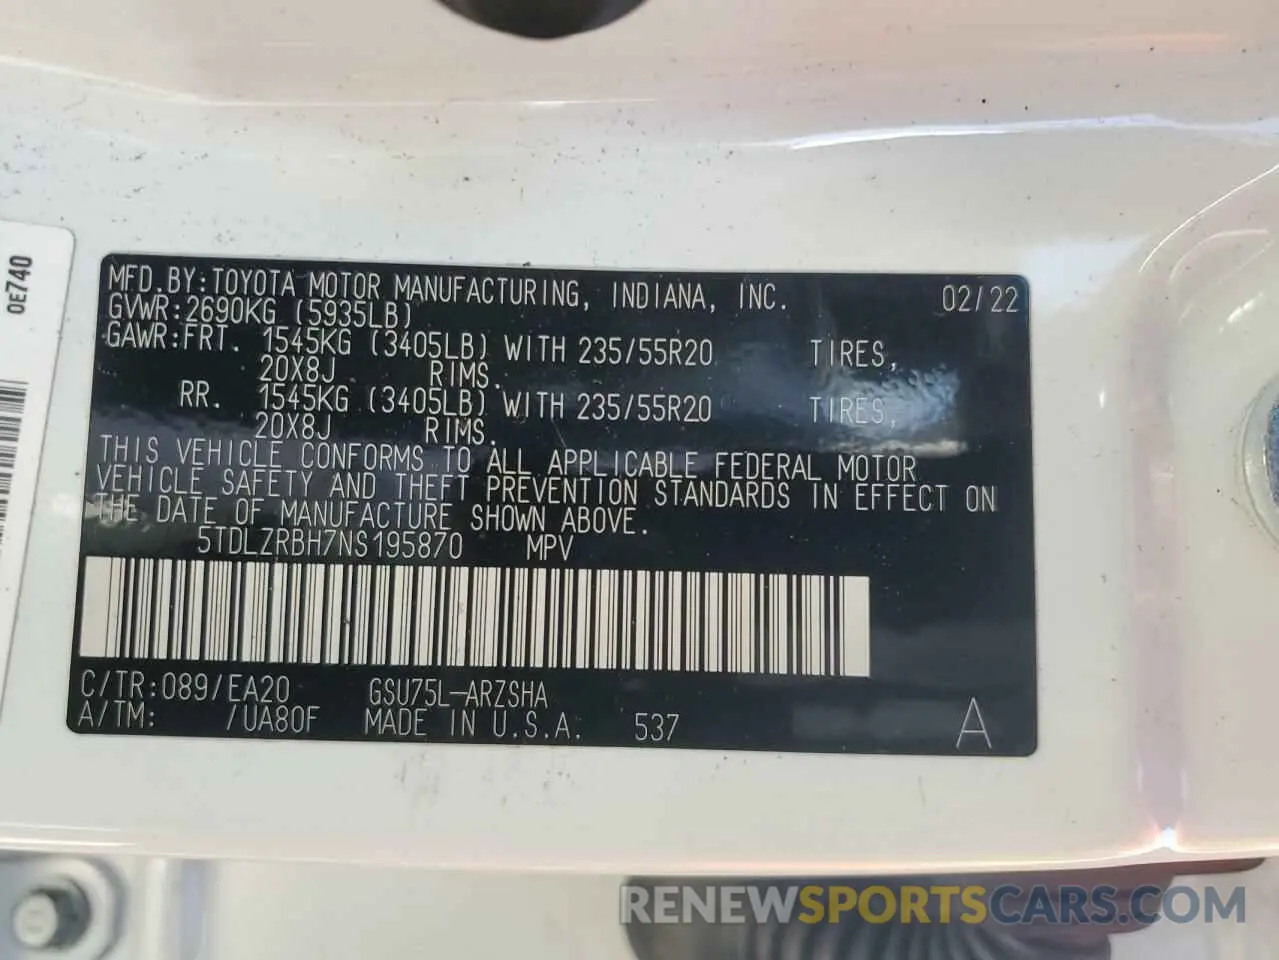 0E740
MFD.BY:TOYOTA MOTOR MANUFACTURING, INDIANA, INC. 02/22
GVWR:2690KG (5935LB)
GAWR:FRT. 1545KG (3405LB) WITH 235/55R20 TIRES,
20X8J RIMS.
RR. 1545KG (3405LB) WITH 235/55R20 TIRES,
20X8J RIMS.
THIS VEHICLE CONFORMS TO ALL APPLICABLE FEDERAL MOTOR
VEHICLE SAFETY AND THEFT PREVENTION STANDARDS IN EFFECT ON
THE DATE OF MANUFACTURE SHOWN ABOVE.
5TDLZRBH7NS195870 MPV
C/TR:089/EA20 GSU75L-ARZSHA
A/TM: /UA80F MADE IN U.S.A. 537 A
RENEWSPORTSCARS.COM